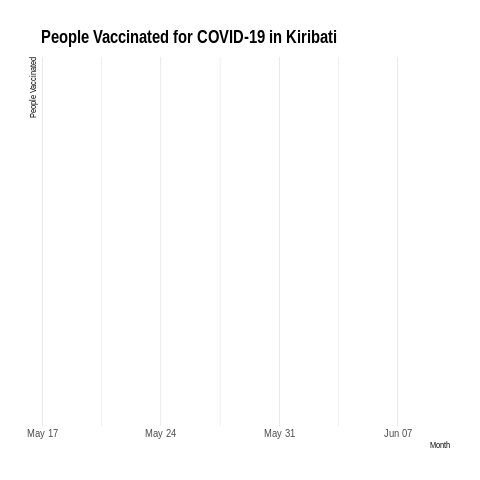 People Vaccinated for COVID-19 in Kiribati
People Vaccinated
May 17
May 24
May 31
Jun 07
Month